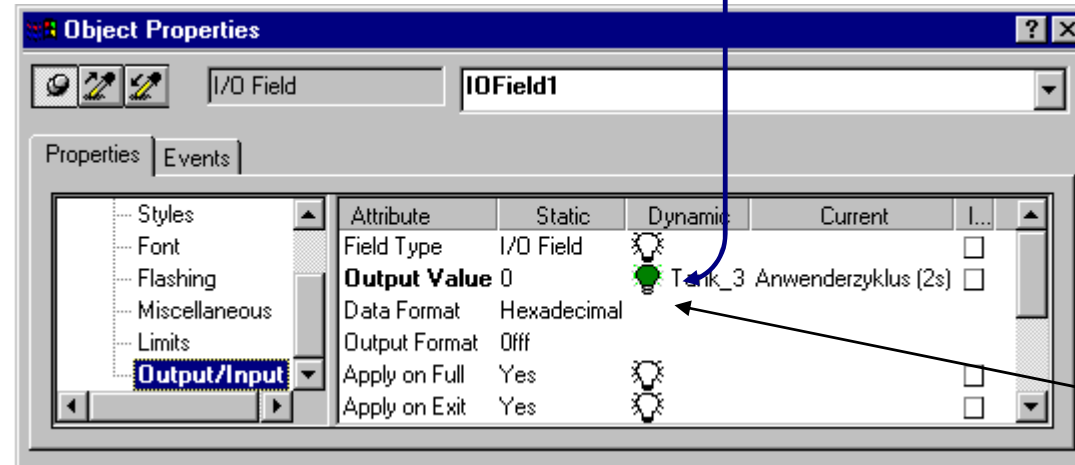 Object Properties
I/O Field IOField1
Properties Events
Styles
Font
Flashing
Miscellaneous
Limits
Output/Input
Attribute Static Dynamic Current I...
Field Type I/O Field
Output Value 0 Tank_3 Anwenderzyklus (2s)
Data Format Hexadecimal
Output Format 0fff
Apply on Full Yes
Apply on Exit Yes